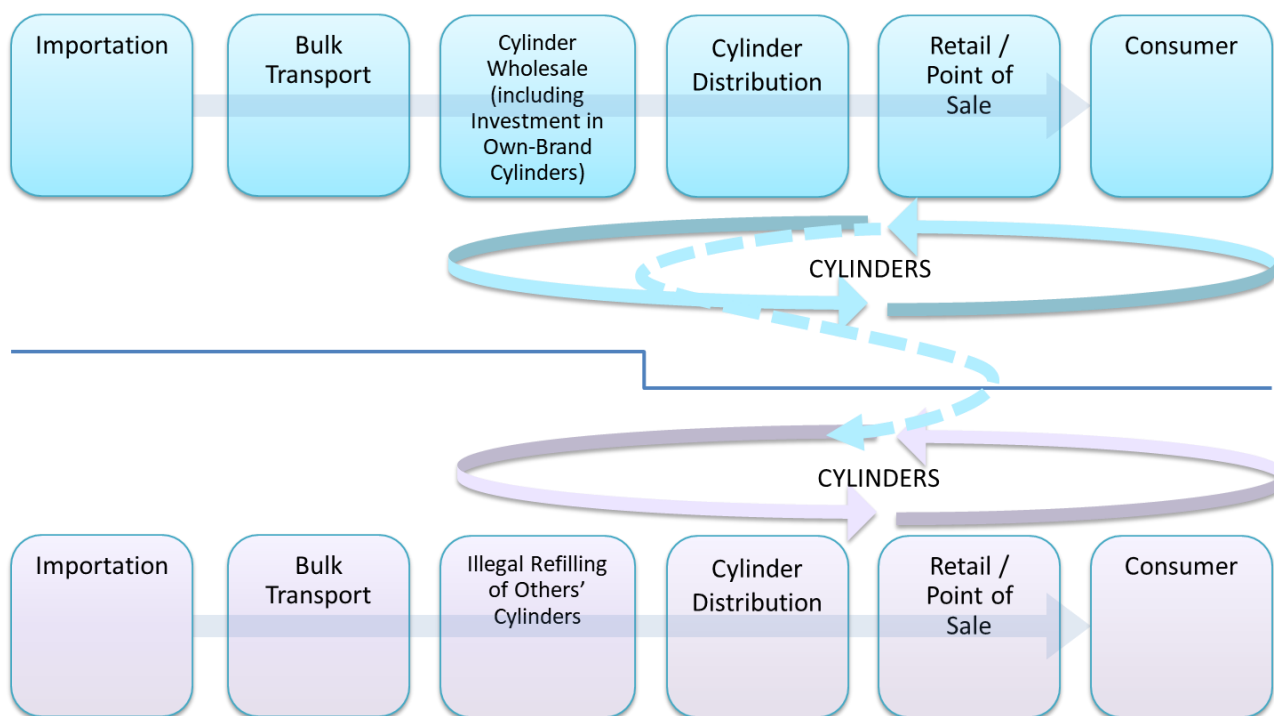 Importation
Bulk
Transport
Cylinder
Wholesale
(including
Investment in
Own-Brand
Cylinders)
Cylinder
Distribution
Retail /
Point of
Sale
Consumer
CYLINDERS
CYLINDERS
Importation
Bulk
Transport
Illegal Refilling
of Others’
Cylinders
Cylinder
Distribution
Retail /
Point of
Sale
Consumer